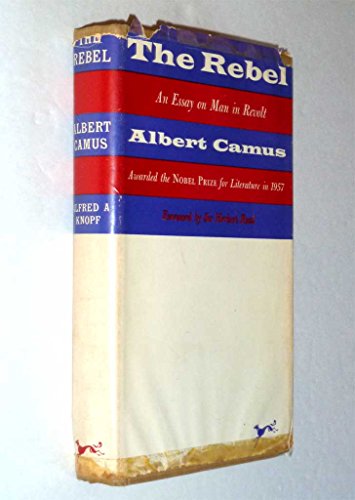 THE
REBEL
ALBERT
CAMUS
ALFRED A
KNOPF
The Rebel
An Essay on Man in Revolt
Albert Camus
Awarded the NOBEL PRIZE for Literature in 1957
Foreword by Sir Herbert Read